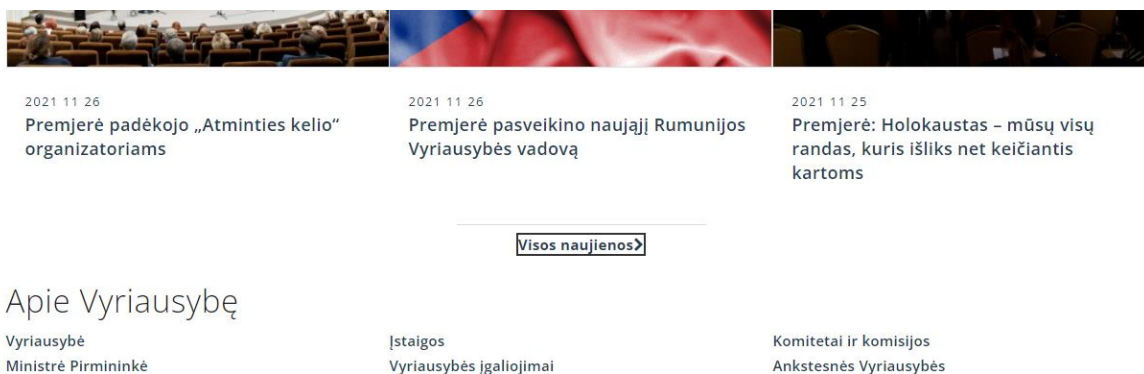 2021 11 26
Premjerė padėkojo „Atminties kelio“
organizatoriams
2021 11 26
Premjerė pasveikino naująjį Rumunijos
Vyriausybės vadovą
2021 11 25
Premjerė: Holokaustas – mūsų visų
randas, kuris išliks net keičiantis
kartoms
Visos naujienos
Apie Vyriausybę
Vyriausybė
Ministrė Pirmininkė
Įstaigos
Vyriausybės įgaliojimai
Komitetai ir komisijos
Ankstesnės Vyriausybės